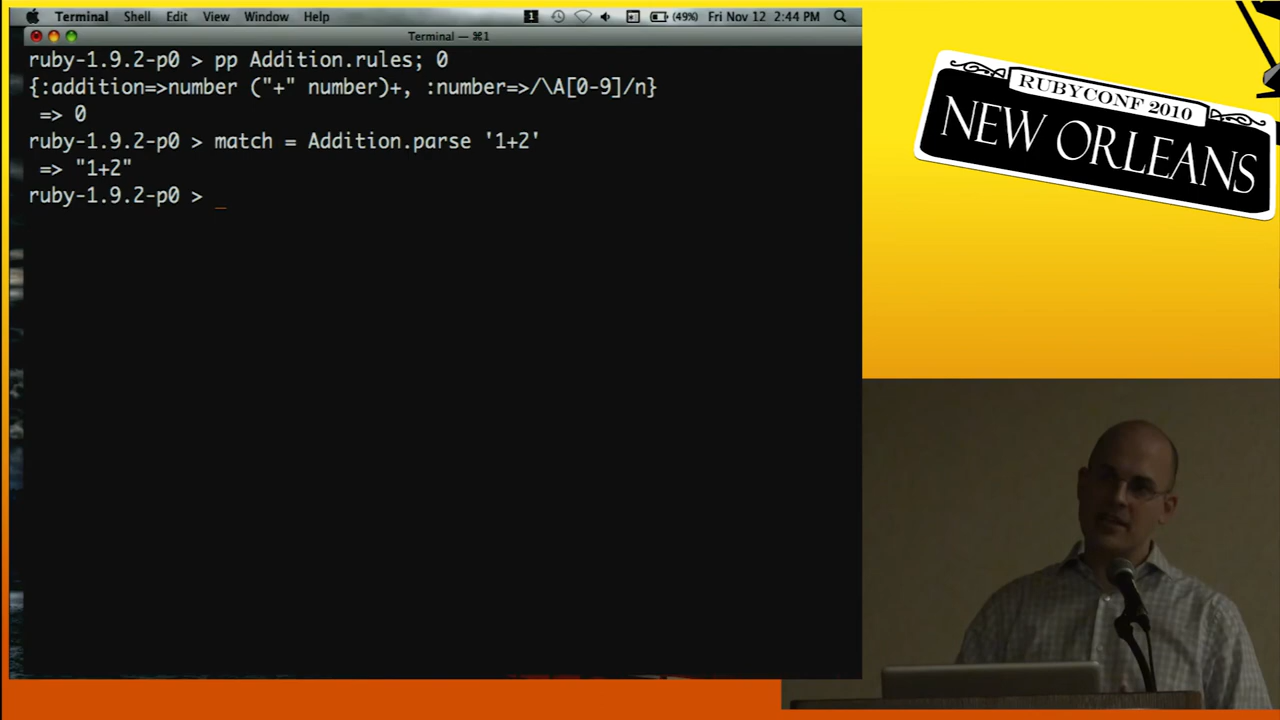 Terminal Shell Edit View Window Help 1 (49%) Fri Nov 12 2:44 PM
Terminal — ⌘1
ruby-1.9.2-p0 > pp Addition.rules; 0
{:addition=>number ("+" number)+, :number=>/\A[0-9]/n}
=> 0
ruby-1.9.2-p0 > match = Addition.parse '1+2'
=> "1+2"
ruby-1.9.2-p0 > _
RUBYCONF 2010
NEW ORLEANS